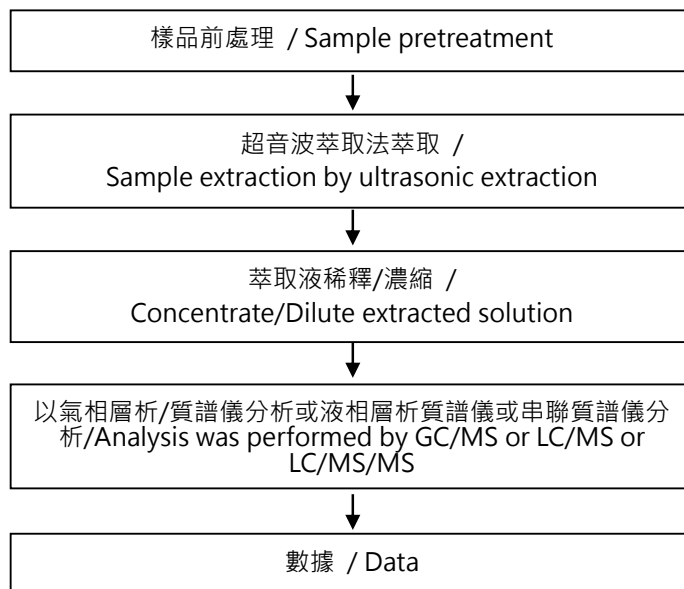 樣品前處理 / Sample pretreatment
超音波萃取法萃取 /
Sample extraction by ultrasonic extraction
萃取液稀釋/濃縮 /
Concentrate/Dilute extracted solution
以氣相層析/質譜儀分析或液相層析質譜儀或串聯質譜儀分
析/Analysis was performed by GC/MS or LC/MS or
LC/MS/MS
數據 / Data